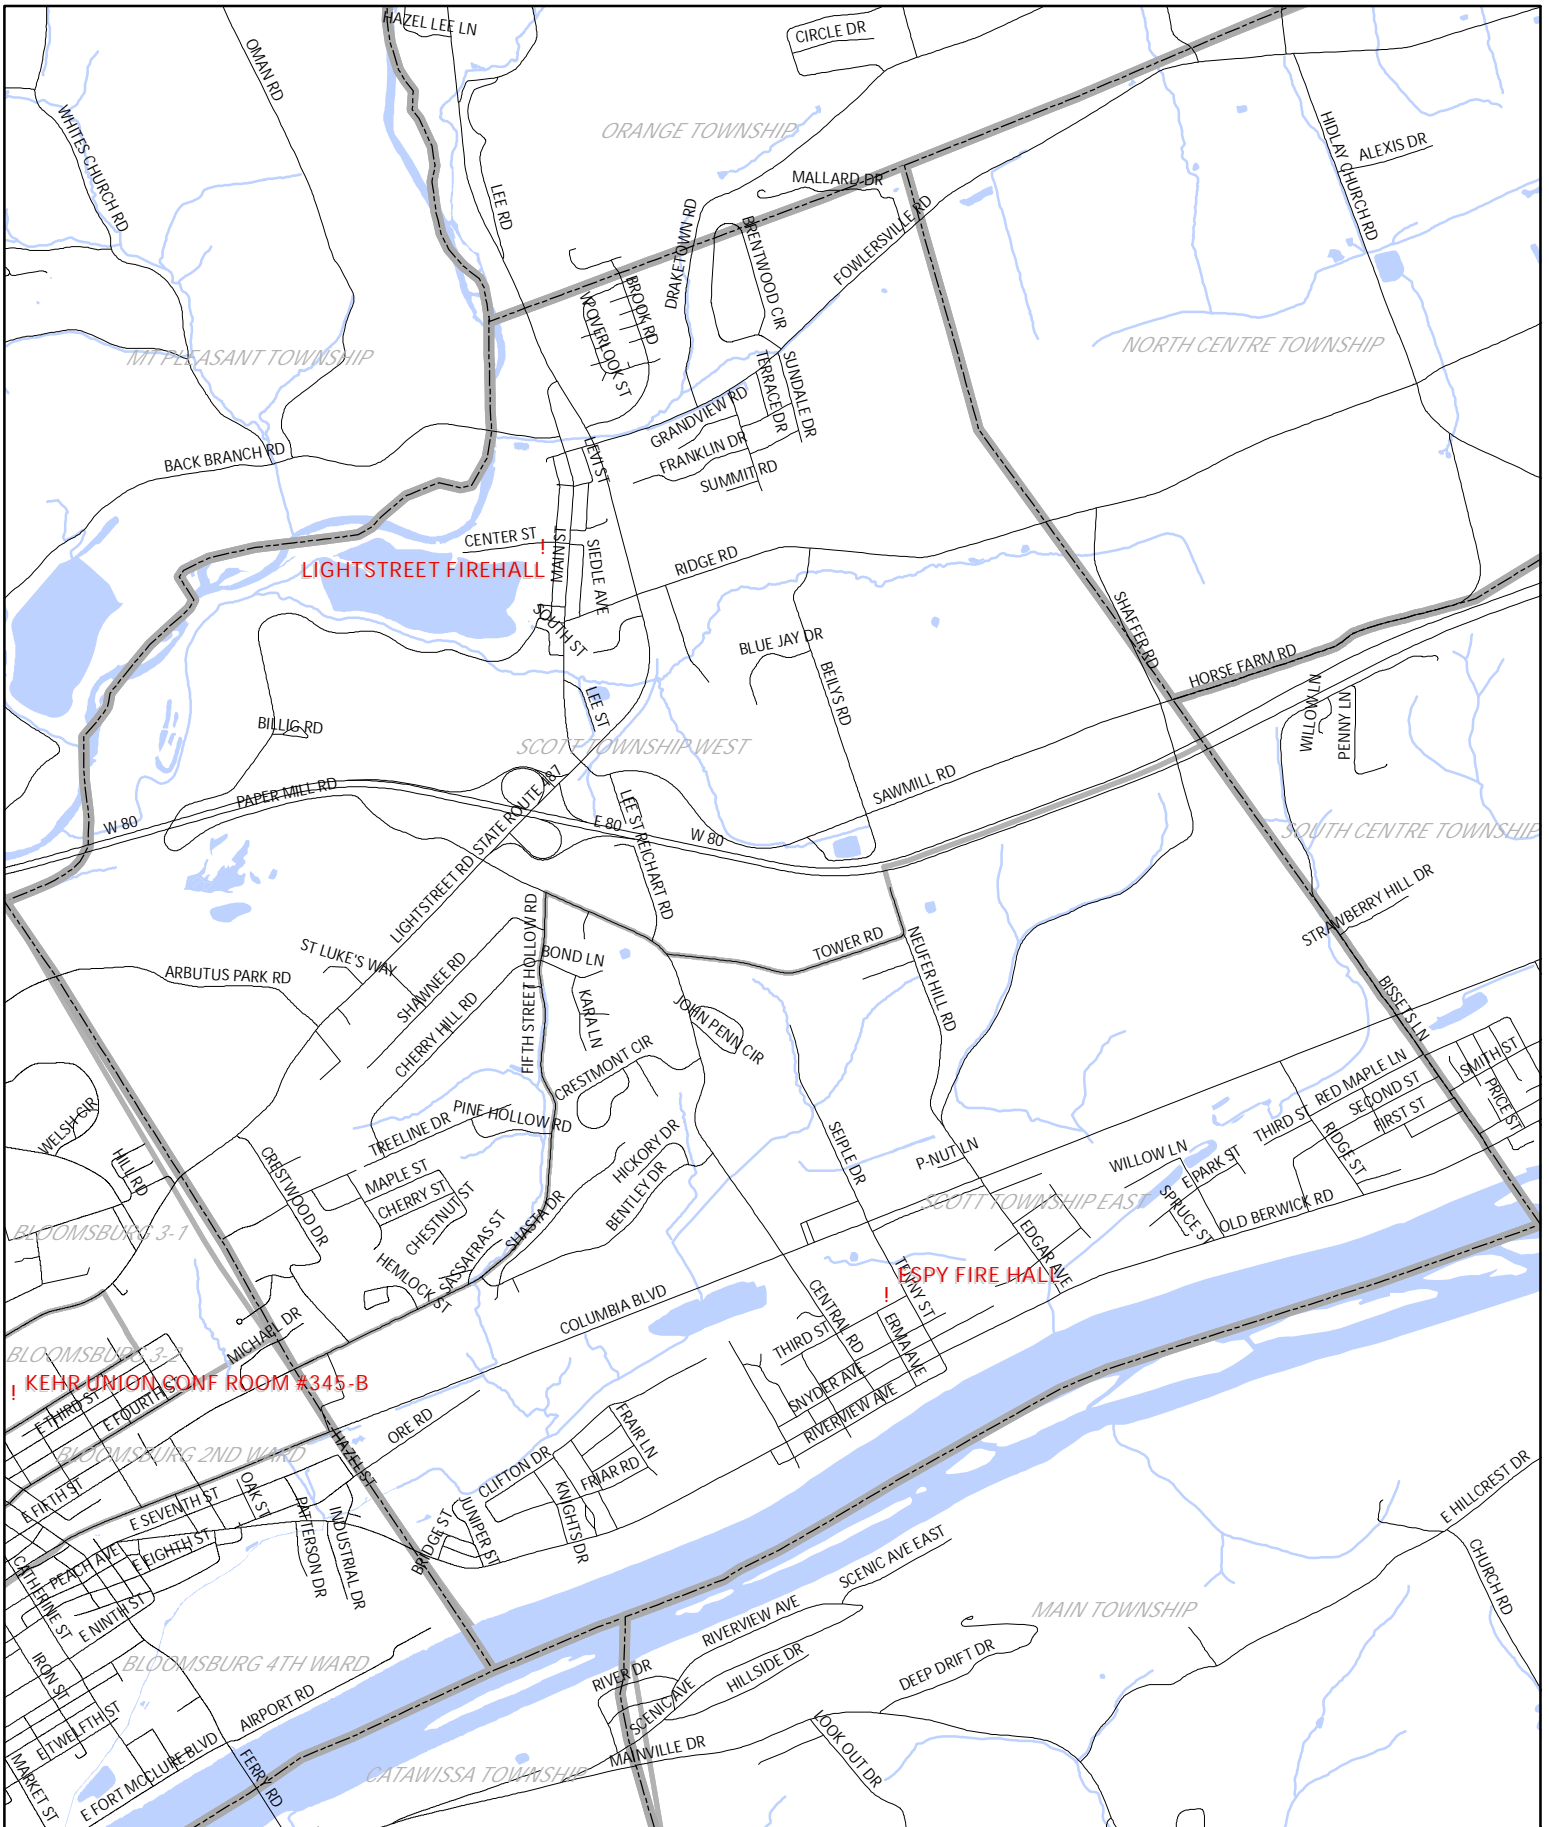 HAZEL LEE LN
CIRCLE DR
OMAN RD
WHITES CHURCH RD
ORANGE TOWNSHIP
HIDLAY CHURCH RD
ALEXIS DR
LEE RD
MALLARD DR
DRAKETOWN RD
BRENTWOOD CIR
FOWLERSVILLE RD
BROOK RD
OVERLOOK ST
MT PLEASANT TOWNSHIP
NORTH CENTRE TOWNSHIP
TERRACE DR
SUNDALE DR
GRANDVIEW RD
FRANKLIN DR
SUMMIT RD
BACK BRANCH RD
LEVI ST
CENTER ST
!
MAIN ST
SIEDLE AVE
LIGHTSTREET FIREHALL
RIDGE RD
SOUTH ST
BLUE JAY DR
BEILYS RD
SHAFFER RD
HORSE FARM RD
WILLOW LN
PENNY LN
LEE ST
BILLIG RD
SCOTT TOWNSHIP WEST
SAWMILL RD
PAPER MILL RD
W 80
E 80
W 80
LEE ST
REICHART RD
LIGHTSTREET RD
STATE ROUTE 487
SOUTH CENTRE TOWNSHIP
STRAWBERRY HILL DR
FIFTH STREET HOLLOW RD
TOWER RD
NEUFER HILL RD
ST LUKE'S WAY
ARBUTUS PARK RD
SHAWNEE RD
BOND LN
KARA LN
CHERRY HILL RD
JOHN PENN CIR
BISSETS LN
CRESTMONT CIR
WELSH CIR
HILL RD
TREELINE DR
PINE HOLLOW RD
SEIPLE DR
P-NUT LN
WILLOW LN
E PARK ST
SPRUCE ST
THIRD ST
RED MAPLE LN
SECOND ST
FIRST ST
RIDGE ST
SMITH ST
PRICE ST
MAPLE ST
CHERRY ST
CHESTNUT ST
CRESTWOOD DR
HICKORY DR
BENTLEY DR
SHASTA DR
SASSAFRAS ST
HEMLOCK ST
SCOTT TOWNSHIP EAST
OLD BERWICK RD
EDGAR AVE
BLOOMSBURG 3-1
ESPY FIRE HALL
!
TENNY ST
COLUMBIA BLVD
CENTRAL RD
THIRD ST
ERMA AVE
SNYDER AVE
RIVERVIEW AVE
MICHAEL DR
BLOOMSBURG 3-2
! KEHR UNION CONF ROOM #345-B
E THIRD ST
E FOURTH ST
BLOOMSBURG 2ND WARD
HAZEL ST
ORE RD
FRAIR LN
FRIAR RD
CLIFTON DR
KNIGHTS DR
E FIFTH ST
E SEVENTH ST
OAK ST
PATTERSON DR
INDUSTRIAL DR
BRIDGE ST
JUNIPER ST
E EIGHTH ST
PEACH AVE
CATHERINE ST
E NINTH ST
E HILLCREST DR
CHURCH RD
SCENIC AVE EAST
RIVERVIEW AVE
MAIN TOWNSHIP
BLOOMSBURG 4TH WARD
IRON ST
RIVER DR
SCENIC AVE
HILLSIDE DR
DEEP DRIFT DR
AIRPORT RD
E TWELFTH ST
E FORT MCCLURE BLVD
MARKET ST
FERRY RD
MAINVILLE DR
LOOK OUT DR
CATAWISSA TOWNSHIP